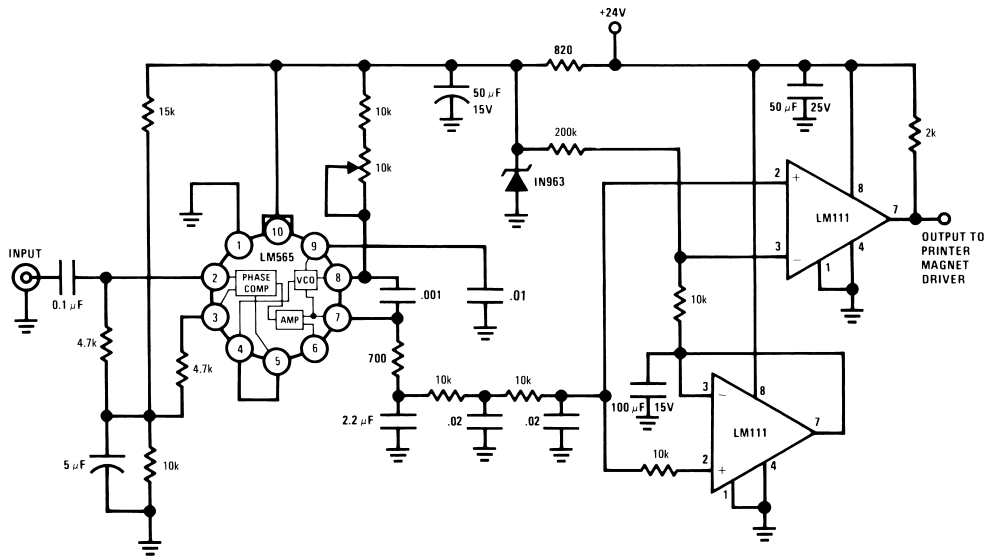 +24V
820
15k
10k
50 µF
15V
50 µF 25V
2k
200k
10k
IN963
2
+
8
LM111
7
3
−
4
1
OUTPUT TO
PRINTER
MAGNET
DRIVER
1
10
9
LM565
INPUT
0.1 µF
2
PHASE
COMP
VCO
8
.001
.01
3
AMP
7
4
5
6
4.7k
4.7k
700
10k
10k
10k
2.2 µF
.02
.02
100 µF 15V
3
−
8
7
LM111
10k
2
+
4
1
5 µF
10k